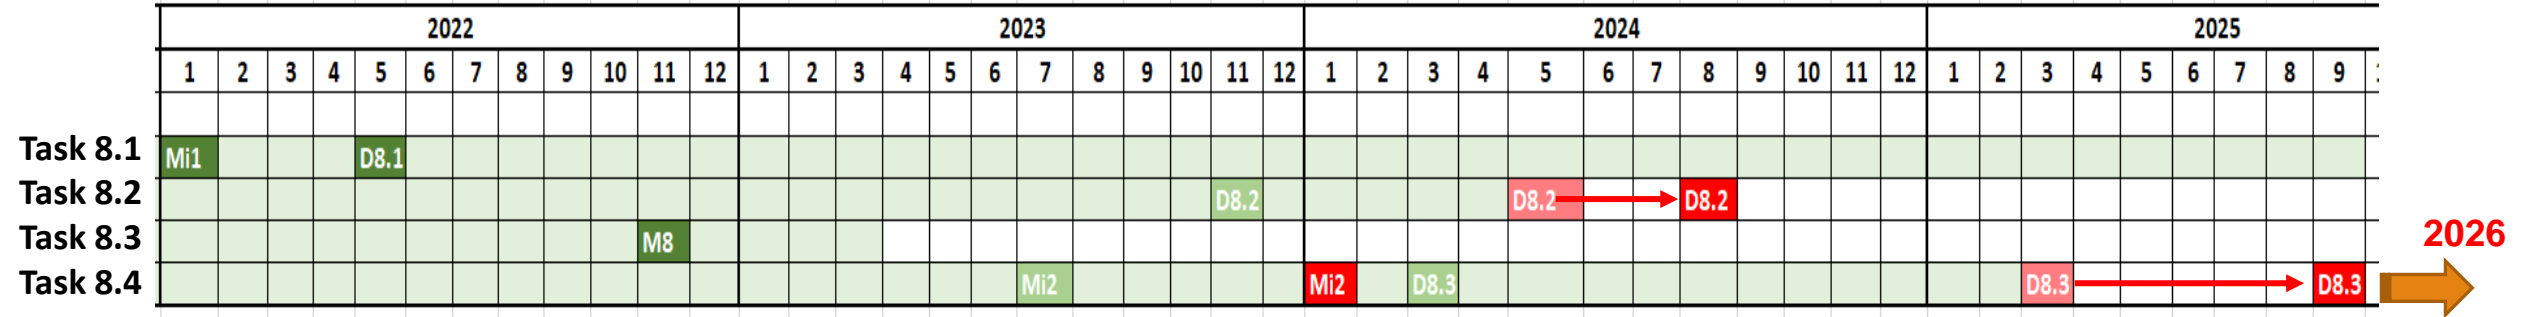 2022 2023 2024 2025
1 2 3 4 5 6 7 8 9 10 11 12 1 2 3 4 5 6 7 8 9 10 11 12 1 2 3 4 5 6 7 8 9 10 11 12 1 2 3 4 5 6 7 8 9
Task 8.1 Mi1 D8.1
Task 8.2 D8.2 D8.2 D8.2
Task 8.3 M8
2026
Task 8.4 Mi2 Mi2 D8.3 D8.3 D8.3